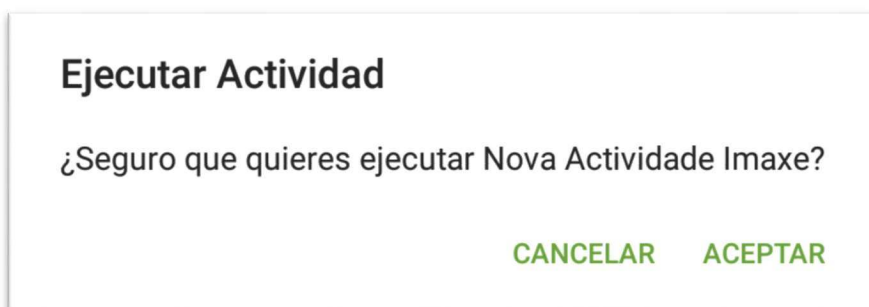 Ejecutar Actividad
¿Seguro que quieres ejecutar Nova Actividade Imaxe?
CANCELAR ACEPTAR